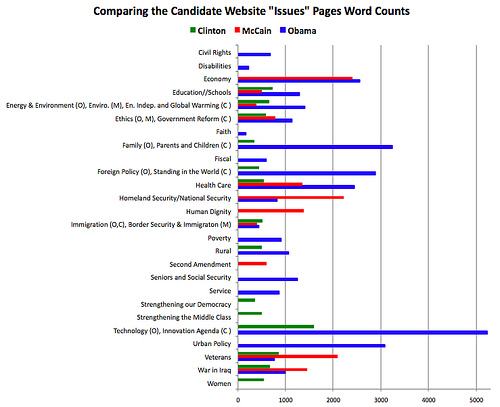 Comparing the Candidate Website "Issues" Pages Word Counts
Clinton McCain Obama
Civil Rights
Disabilities
Economy
Education//Schools
Energy & Environment (O), Enviro. (M), En. Indep. and Global Warming (C )
Ethics (O, M), Government Reform (C )
Faith
Family (O), Parents and Children (C )
Fiscal
Foreign Policy (O), Standing in the World (C )
Health Care
Homeland Security/National Security
Human Dignity
Immigration (O,C), Border Security & Immigraton (M)
Poverty
Rural
Second Amendment
Seniors and Social Security
Service
Strengthening our Democracy
Strengthening the Middle Class
Technology (O), Innovation Agenda (C )
Urban Policy
Veterans
War in Iraq
Women
0 1000 2000 3000 4000 5000